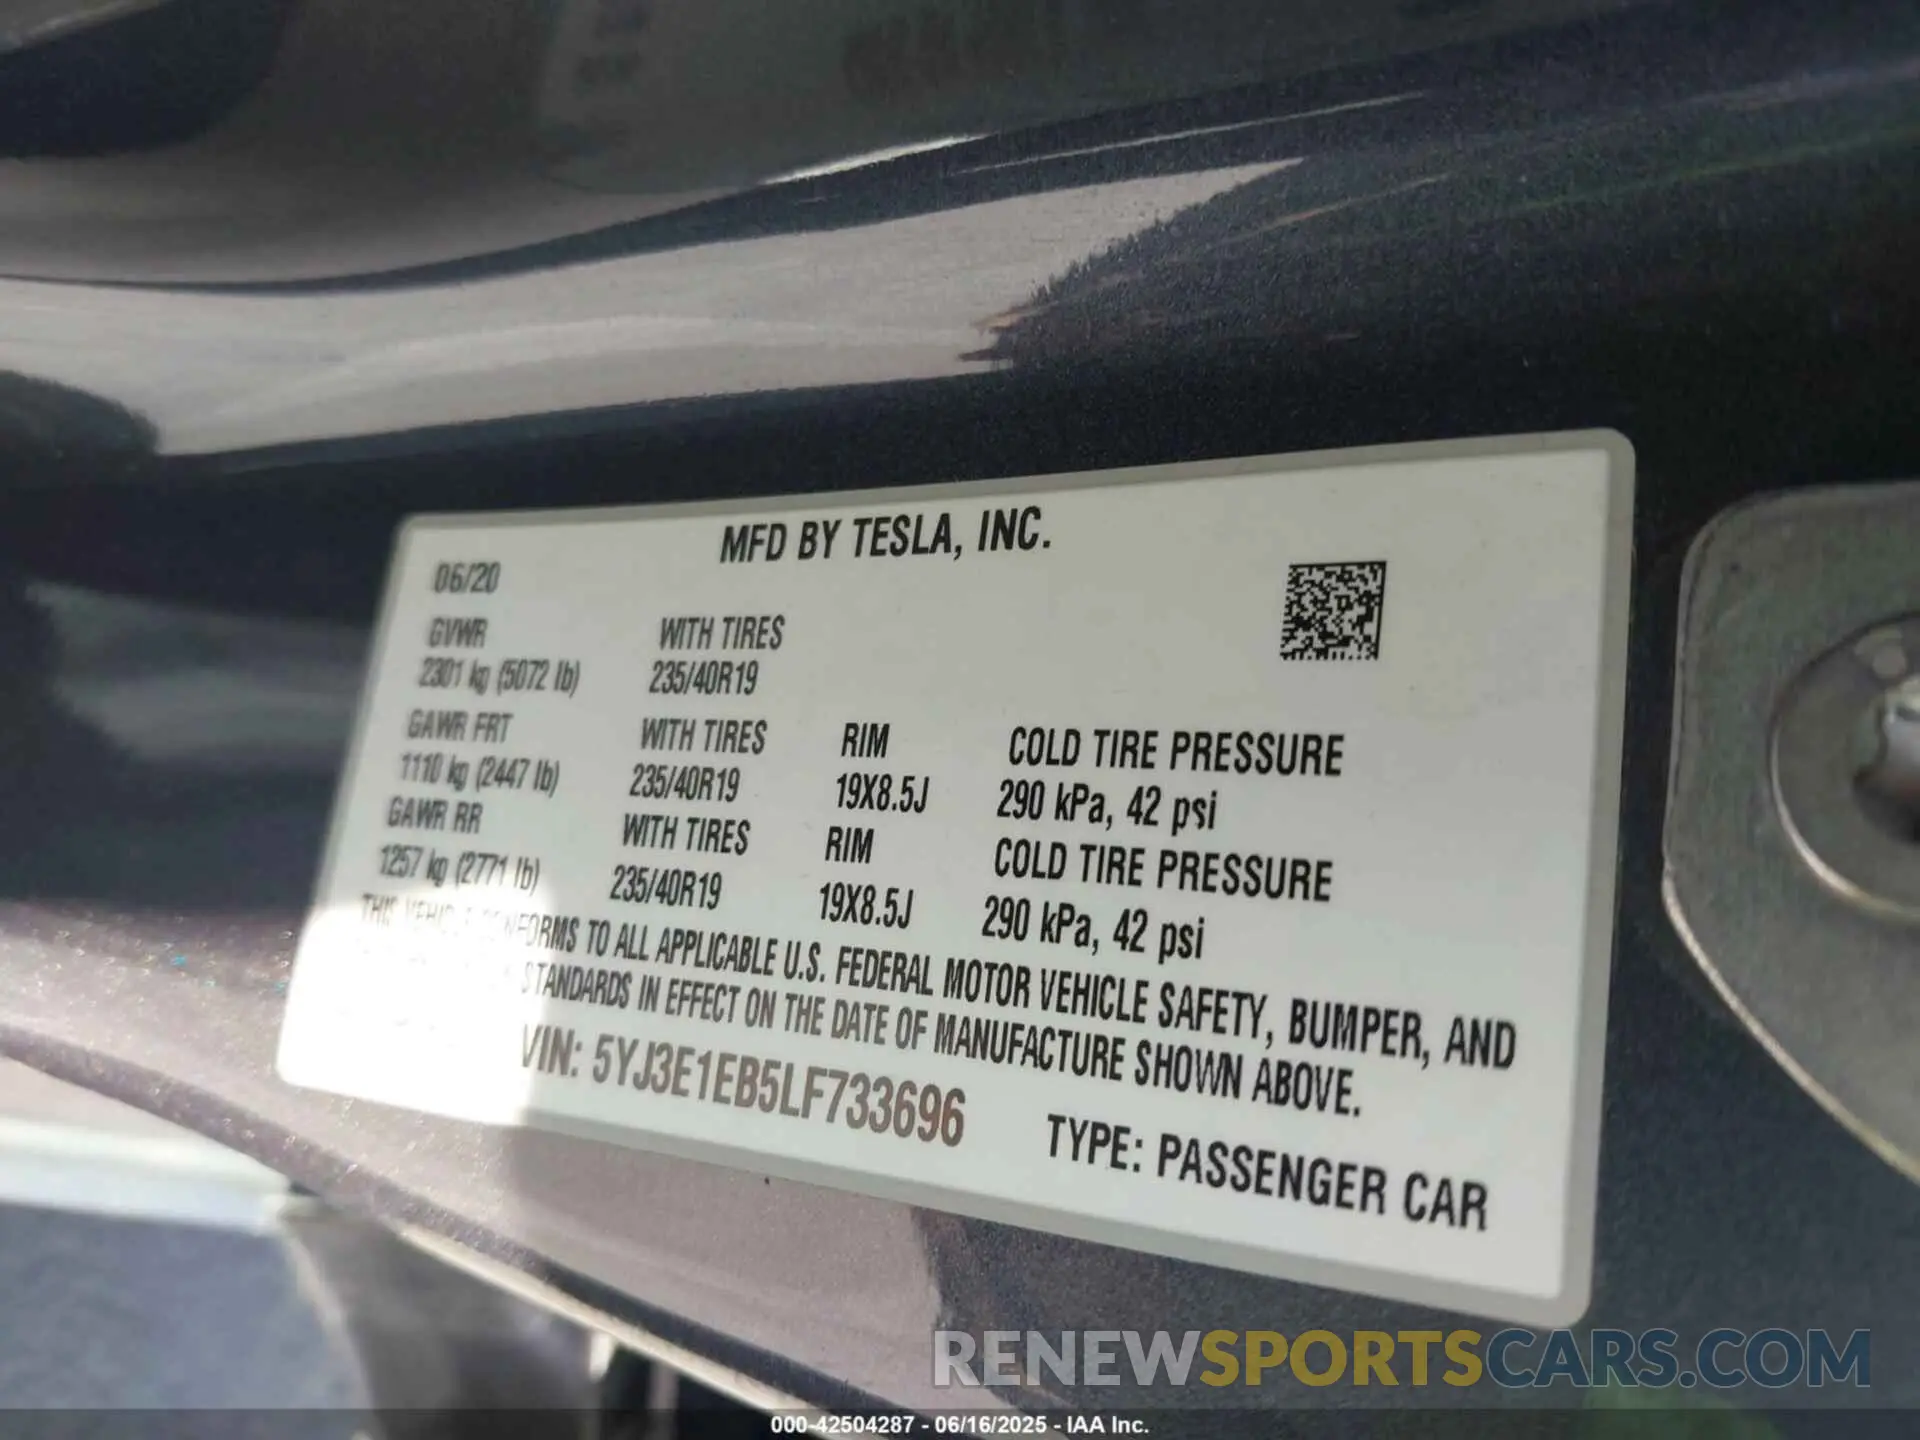 MFD BY TESLA, INC.
06/20
GVWR WITH TIRES
2301 kg (5072 lb) 235/40R19
GAWR FRT WITH TIRES RIM COLD TIRE PRESSURE
1110 kg (2447 lb) 235/40R19 19X8.5J 290 kPa, 42 psi
GAWR RR WITH TIRES RIM COLD TIRE PRESSURE
1257 kg (2771 lb) 235/40R19 19X8.5J 290 kPa, 42 psi
THIS VEHICLE CONFORMS TO ALL APPLICABLE U.S. FEDERAL MOTOR VEHICLE SAFETY, BUMPER, AND
STANDARDS IN EFFECT ON THE DATE OF MANUFACTURE SHOWN ABOVE.
VIN: 5YJ3E1EB5LF733696 TYPE: PASSENGER CAR
RENEWSPORTSCARS.COM
000-42504287 - 06/16/2025 - IAA Inc.